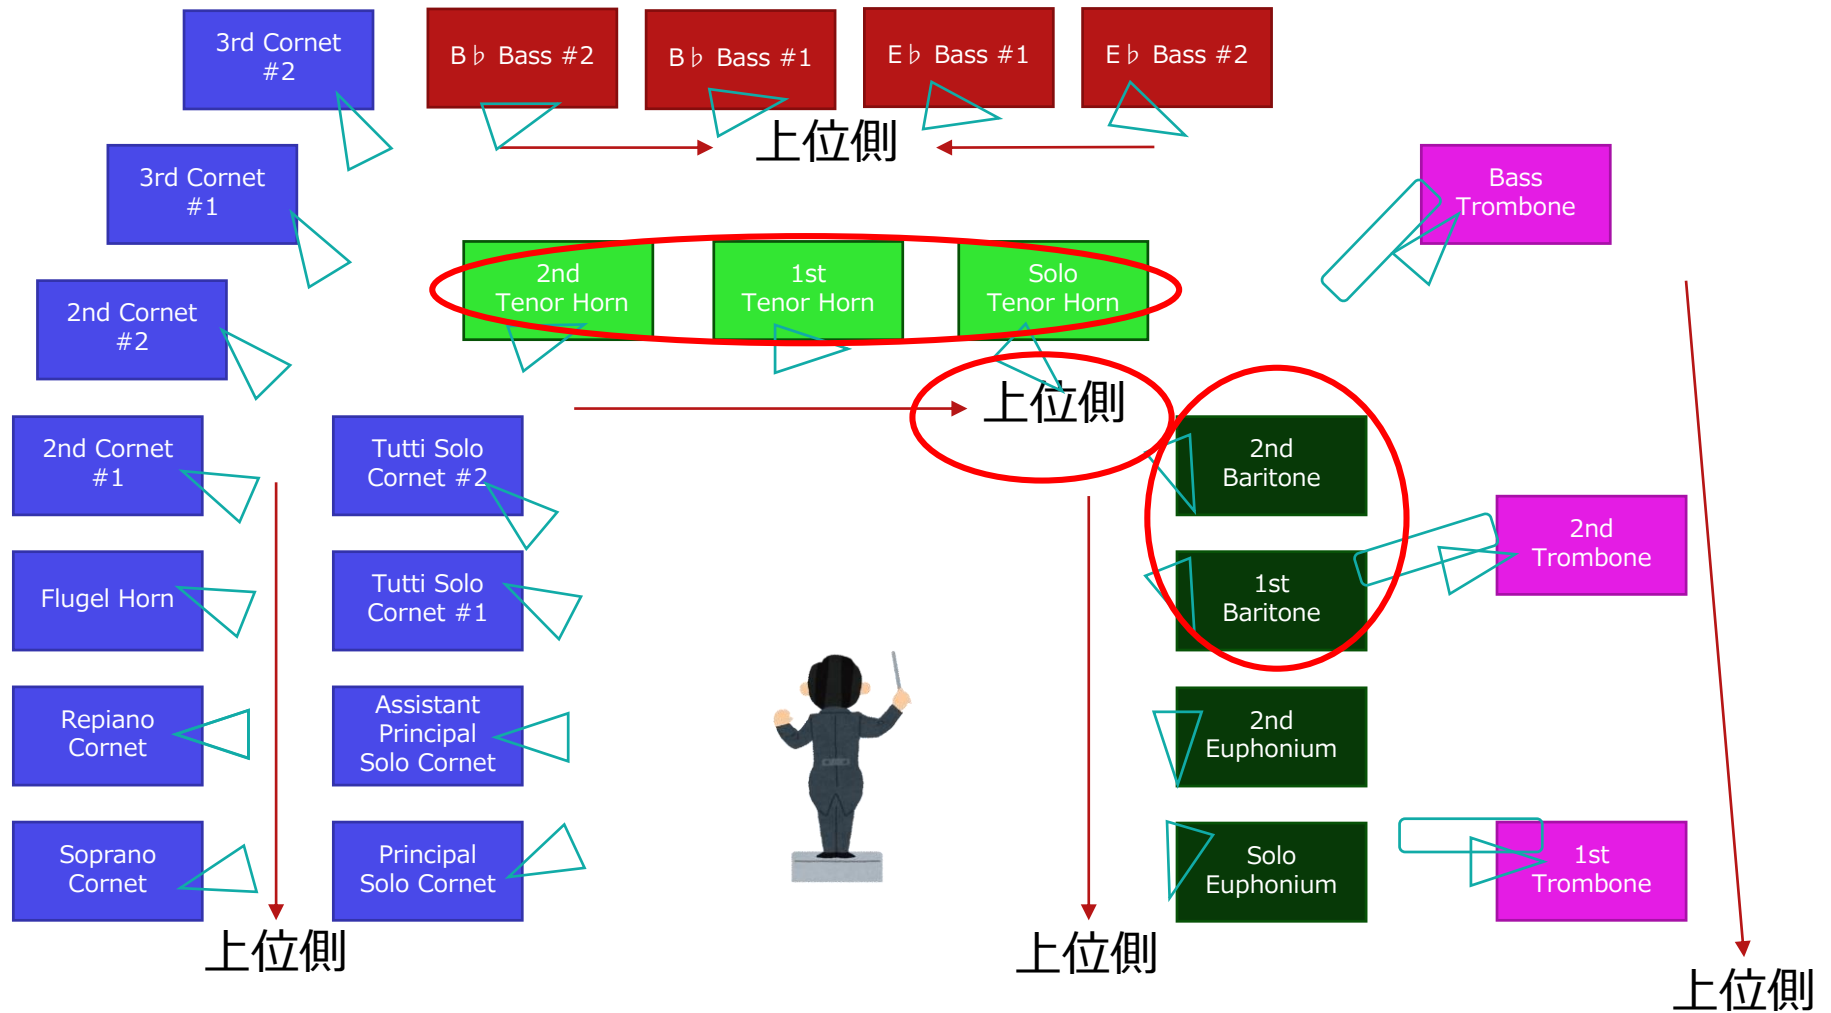 3rd Cornet
#2
B♭ Bass #2
B♭ Bass #1
E♭ Bass #1
E♭ Bass #2
上位側
3rd Cornet
#1
Bass
Trombone
2nd
Tenor Horn
1st
Tenor Horn
Solo
Tenor Horn
2nd Cornet
#2
上位側
2nd Cornet
#1
Tutti Solo
Cornet #2
2nd
Baritone
2nd
Trombone
Flugel Horn
Tutti Solo
Cornet #1
1st
Baritone
Repiano
Cornet
Assistant
Principal
Solo Cornet
2nd
Euphonium
Soprano
Cornet
Principal
Solo Cornet
Solo
Euphonium
1st
Trombone
上位側
上位側
上位側